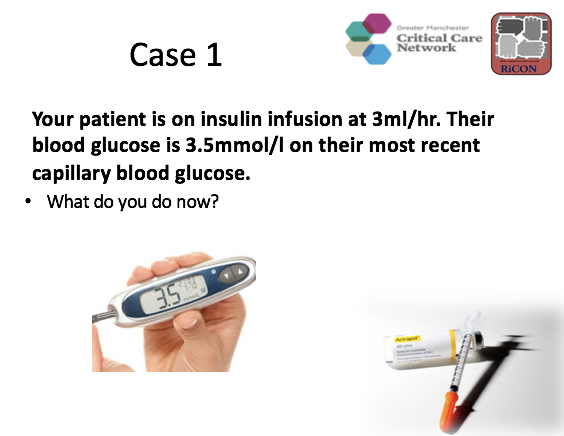 Case 1
Greater Manchester
Critical Care
Network
RiCON
Your patient is on insulin infusion at 3ml/hr. Their
blood glucose is 3.5mmol/l on their most recent
capillary blood glucose.
• What do you do now?
3.5
Actrapid